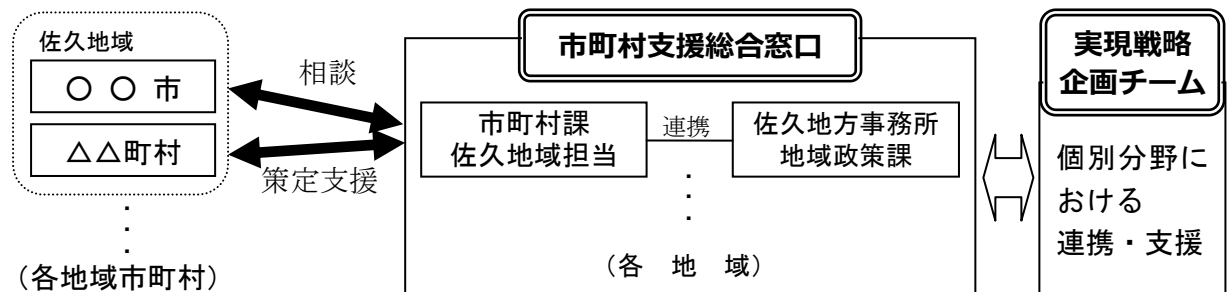 佐久地域
〇 〇 市
△△町村
・
・
・
（各地域市町村）
相談
策定支援
市町村支援総合窓口
市町村課
佐久地域担当
連携
佐久地方事務所
地域政策課
・
・
・
（各 地 域）
実現戦略
企画チーム
個別分野に
おける
連携・支援